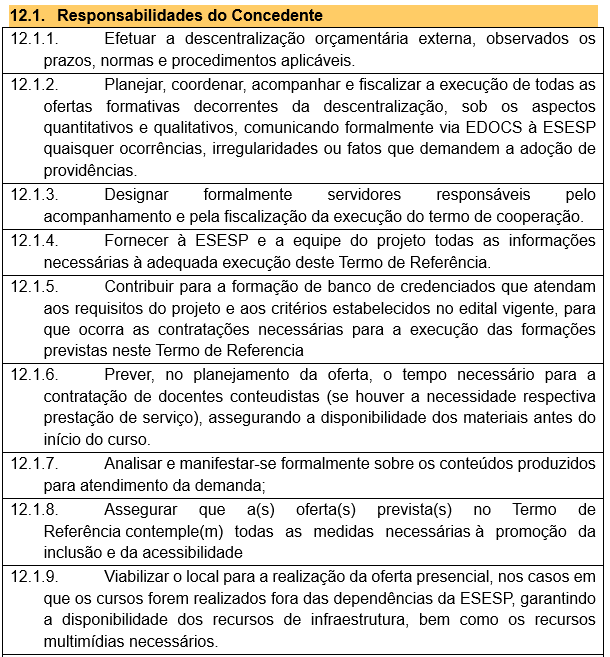 12.1. Responsabilidades do Concedente
12.1.1. Efetuar a descentralização orçamentária externa, observados os
prazos, normas e procedimentos aplicáveis.
12.1.2. Planejar, coordenar, acompanhar e fiscalizar a execução de todas as
ofertas formativas decorrentes da descentralização, sob os aspectos
quantitativos e qualitativos, comunicando formalmente via EDOCS à ESESP
quaisquer ocorrências, irregularidades ou fatos que demandem a adoção de
providências.
12.1.3. Designar formalmente servidores responsáveis pelo
acompanhamento e pela fiscalização da execução do termo de cooperação.
12.1.4. Fornecer à ESESP e a equipe do projeto todas as informações
necessárias à adequada execução deste Termo de Referência.
12.1.5. Contribuir para a formação de banco de credenciados que atendam
aos requisitos do projeto e aos critérios estabelecidos no edital vigente, para
que ocorra as contratações necessárias para a execução das formações
previstas neste Termo de Referencia
12.1.6. Prever, no planejamento da oferta, o tempo necessário para a
contratação de docentes conteudistas (se houver a necessidade respectiva
prestação de serviço), assegurando a disponibilidade dos materiais antes do
início do curso.
12.1.7. Analisar e manifestar-se formalmente sobre os conteúdos produzidos
para atendimento da demanda;
12.1.8. Assegurar que a(s) oferta(s) prevista(s) no Termo de
Referência contemple(m) todas as medidas necessárias à promoção da
inclusão e da acessibilidade
12.1.9. Viabilizar o local para a realização da oferta presencial, nos casos em
que os cursos forem realizados fora das dependências da ESESP, garantindo
a disponibilidade dos recursos de infraestrutura, bem como os recursos
multimídias necessários.